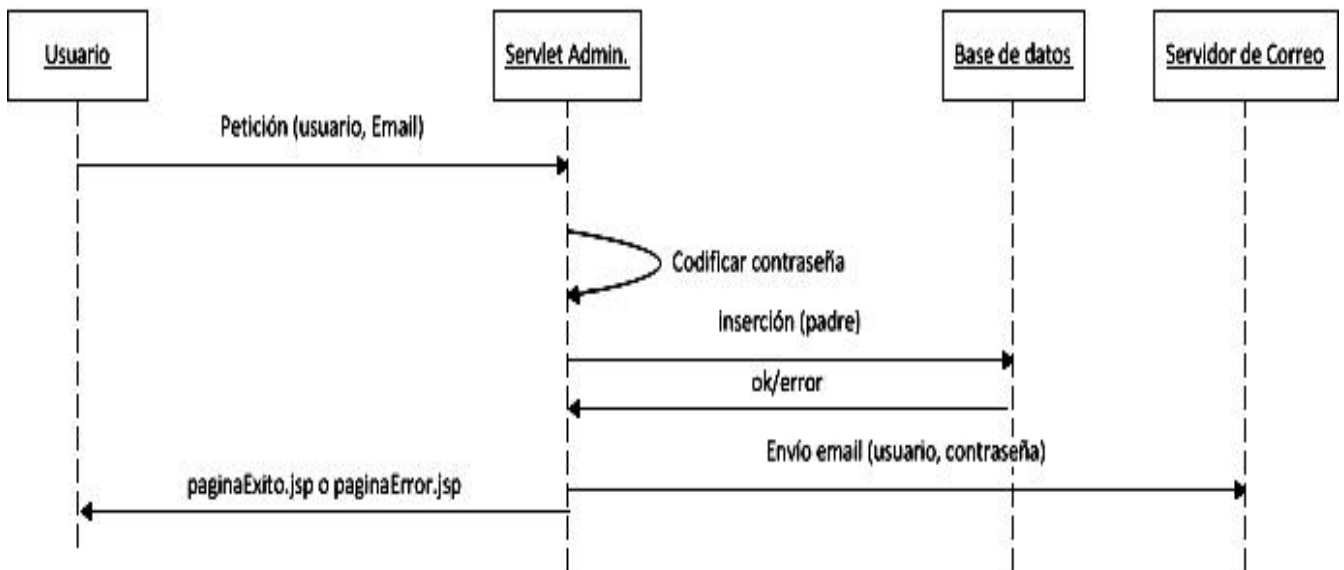 Usuario
Servlet Admin.
Base de datos
Servidor de Correo
Petición (usuario, Email)
Codificar contraseña
Inserción (padre)
ok/error
Envío email (usuario, contraseña)
paginaExito.jsp o paginaError.jsp